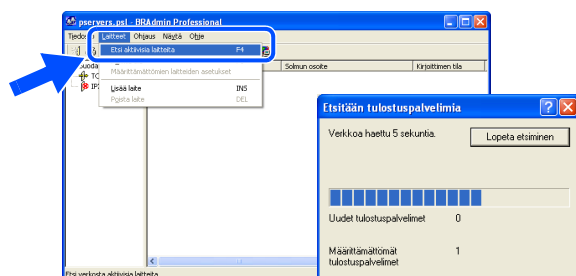 pservers.psl - BRAdmin Professional
Laitteet Ohjaus Näytä Ohje
Etsi aktiivisia laitteita F4
Määrittämättömien laitteiden asetukset
Lisää laite INS
Poista laite DEL
Solmun osoite Kirjoittimen tila
Etsitään tulostuspalvelimia
Verkkoa haettu 5 sekuntia.
Lopeta etsiminen
Uudet tulostuspalvelimet 0
Määrittämättömät 1
tulostuspalvelimet
Etsi verkosta aktiivisia laitteita